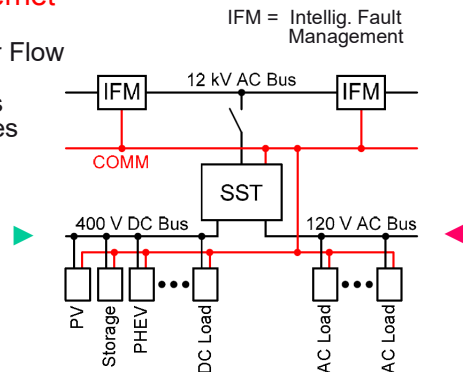 ernet
IFM = Intellig. Fault
Management
r Flow
s
es
12 kV AC Bus
IFM
IFM
COMM
SST
400 V DC Bus
120 V AC Bus
PV
Storage
PHEV
DC Load
AC Load
AC Load